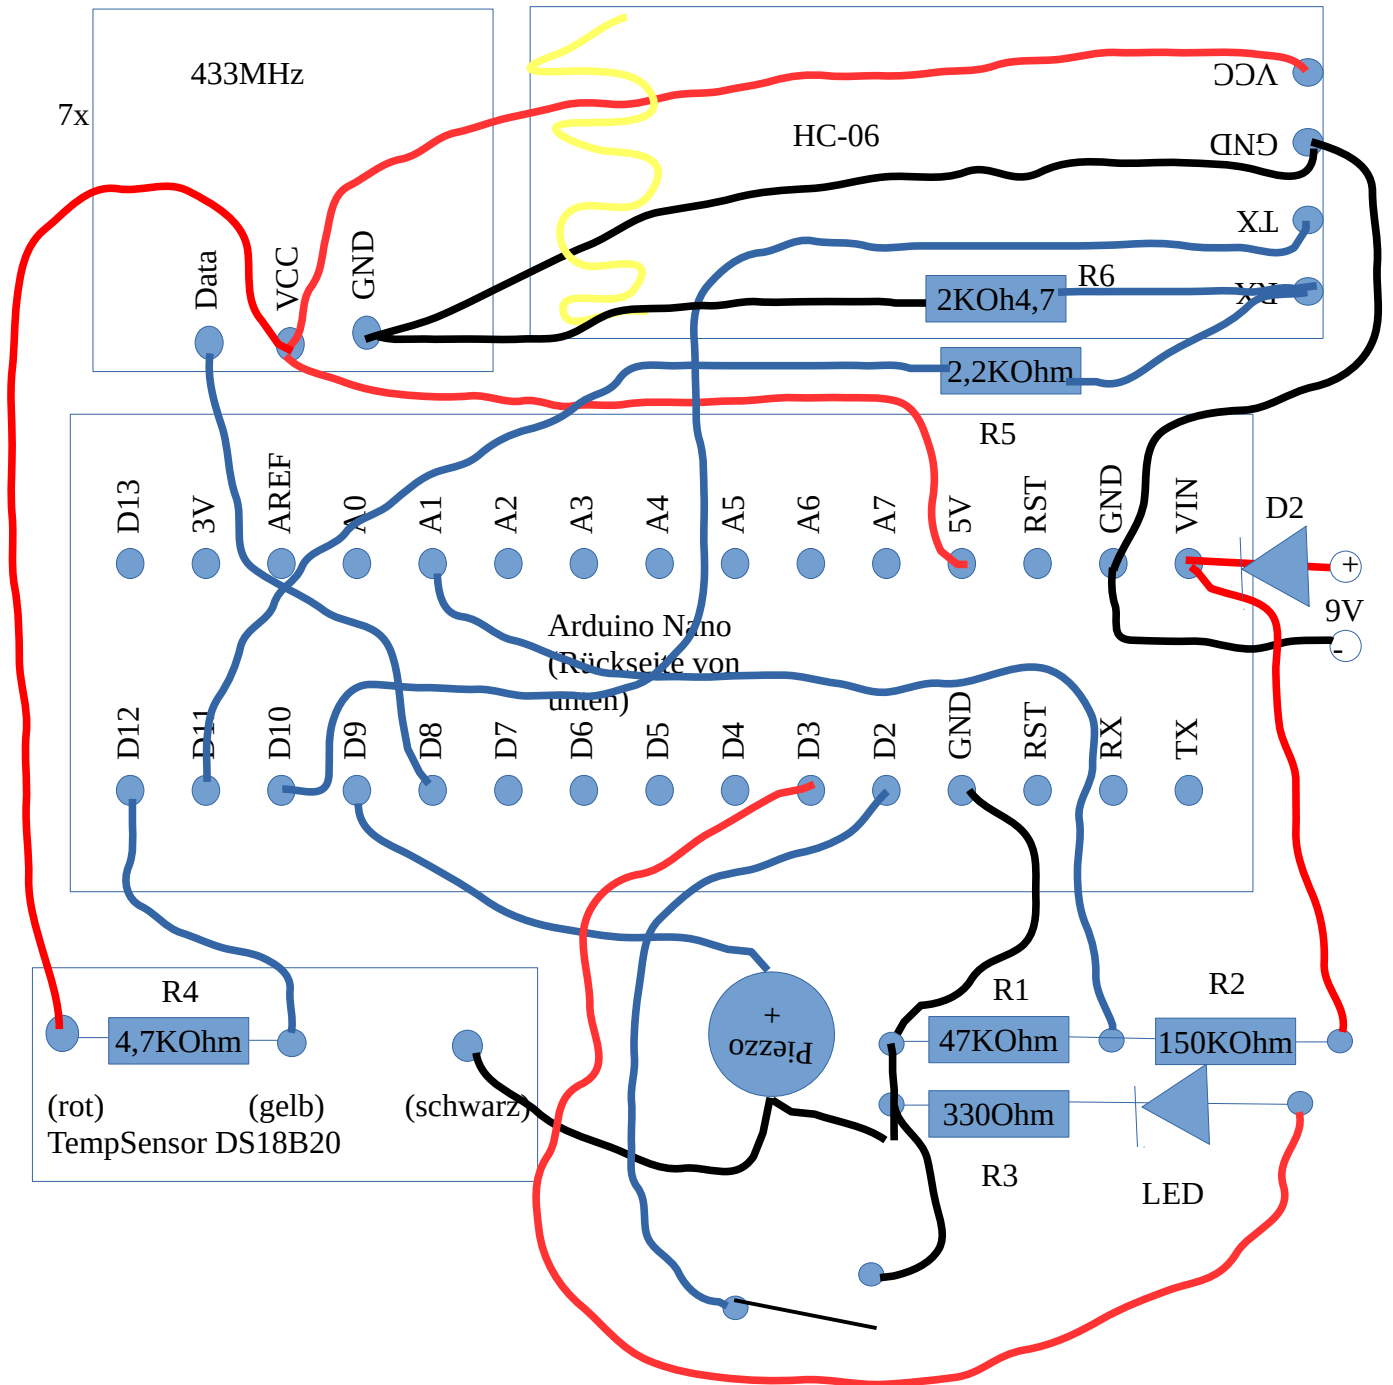 433MHz
7x
Data
VCC
GND
HC-06
VCC
GND
TX
RX
R6
2KOh4,7
2,2KOhm
R5
D13
3V
AREF
A0
A1
A2
A3
A4
A5
A6
A7
5V
RST
GND
VIN
D2
+
9V
-
Arduino Nano
(Rückseite von
unten)
D12
D11
D10
D9
D8
D7
D6
D5
D4
D3
D2
GND
RST
RX
TX
R4
4,7KOhm
(rot)
(gelb)
(schwarz)
TempSensor DS18B20
+
Piezzo
R1
47KOhm
R2
150KOhm
330Ohm
R3
LED